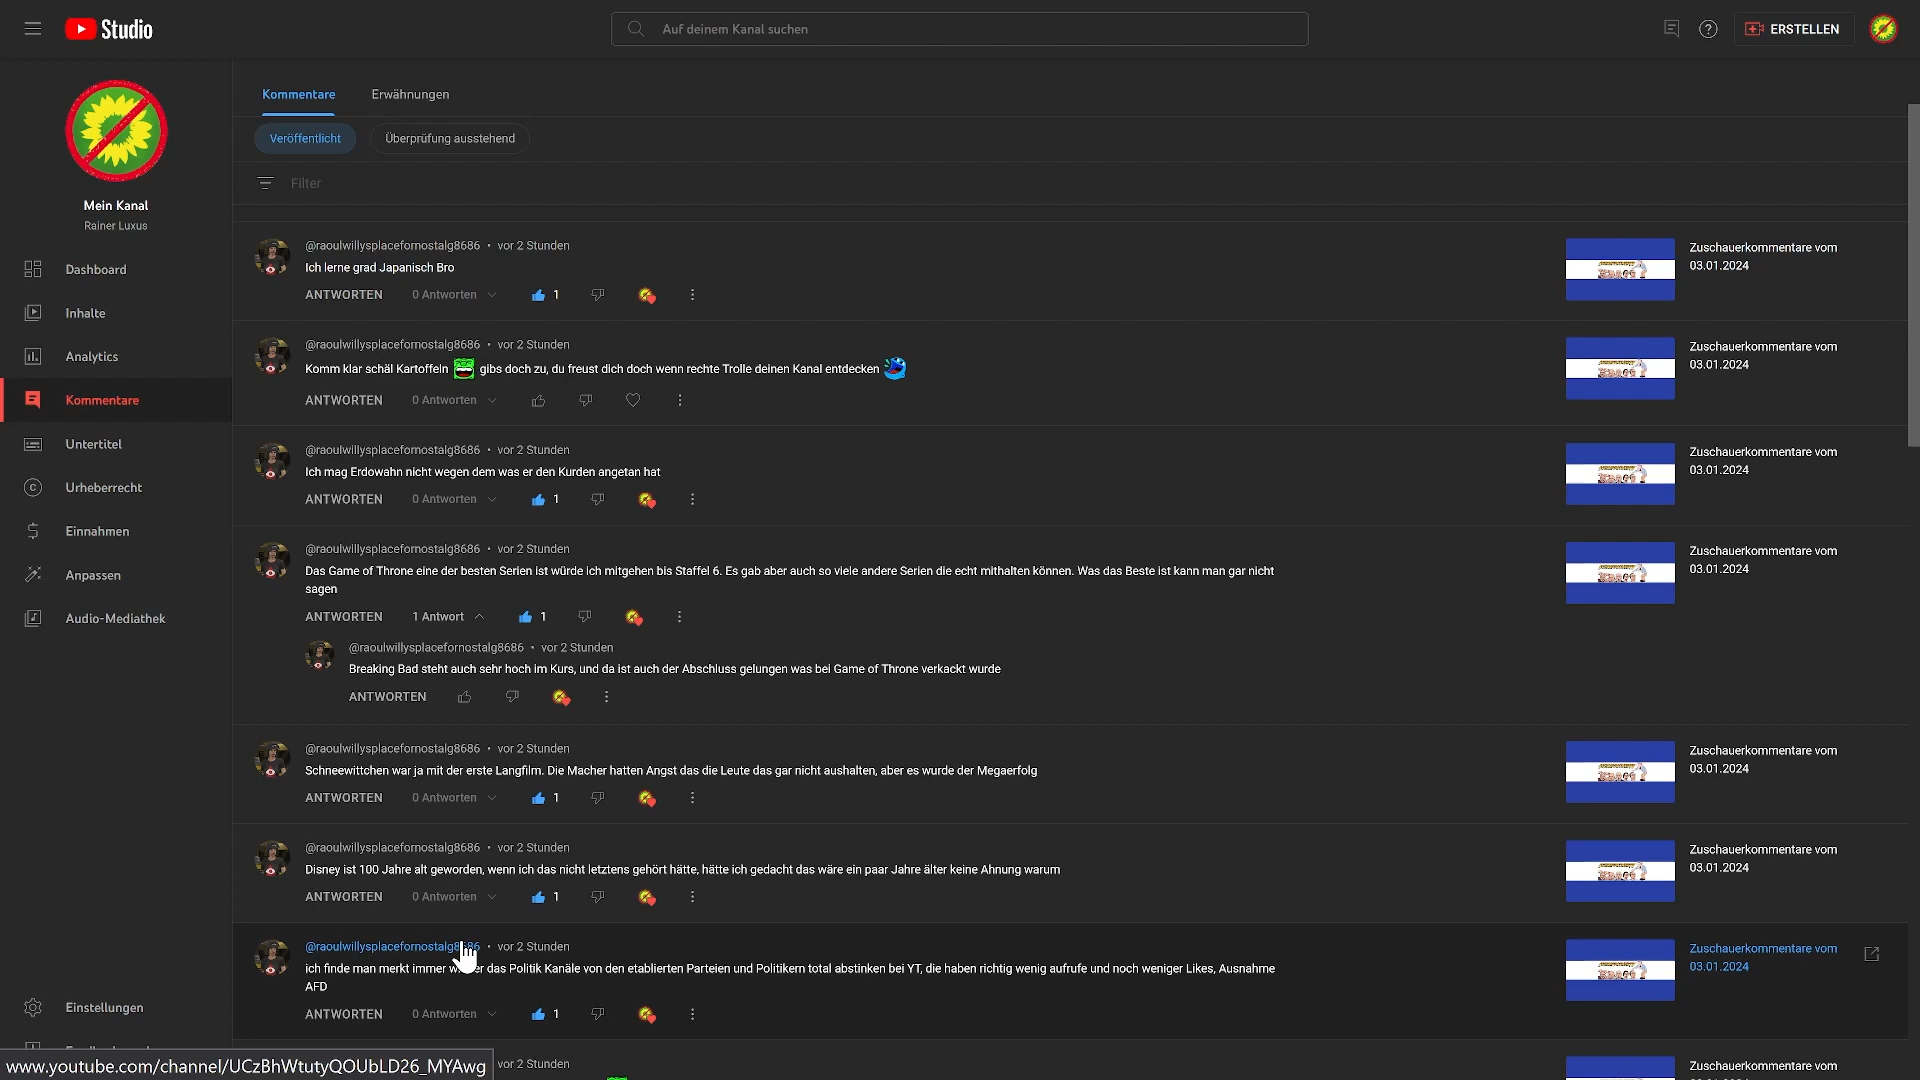 Studio
Auf deinem Kanal suchen
ERSTELLEN
Mein Kanal
Rainer Luxus
Dashboard
Inhalte
Analytics
Kommentare
Untertitel
Urheberrecht
Einnahmen
Anpassen
Audio-Mediathek
Einstellungen
Kommentare
Erwähnungen
Veröffentlicht
Überprüfung ausstehend
Filter
@raoulwillysplacefornostalg8686 • vor 2 Stunden
Ich lerne grad Japanisch Bro
ANTWORTEN 0 Antworten 1
Zuschauerkommentare vom
03.01.2024
@raoulwillysplacefornostalg8686 • vor 2 Stunden
Komm klar schäl Kartoffeln gibs doch zu, du freust dich doch wenn rechte Trolle deinen Kanal entdecken
ANTWORTEN 0 Antworten
Zuschauerkommentare vom
03.01.2024
@raoulwillysplacefornostalg8686 • vor 2 Stunden
Ich mag Erdowahn nicht wegen dem was er den Kurden angetan hat
ANTWORTEN 0 Antworten 1
Zuschauerkommentare vom
03.01.2024
@raoulwillysplacefornostalg8686 • vor 2 Stunden
Das Game of Throne eine der besten Serien ist würde ich mitgehen bis Staffel 6. Es gab aber auch so viele andere Serien die echt mithalten können. Was das Beste ist kann man gar nicht
sagen
ANTWORTEN 1 Antwort 1
Zuschauerkommentare vom
03.01.2024
@raoulwillysplacefornostalg8686 • vor 2 Stunden
Breaking Bad steht auch sehr hoch im Kurs, und da ist auch der Abschluss gelungen was bei Game of Throne verkackt wurde
ANTWORTEN
@raoulwillysplacefornostalg8686 • vor 2 Stunden
Schneewittchen war ja mit der erste Langfilm. Die Macher hatten Angst das die Leute das gar nicht aushalten, aber es wurde der Megaerfolg
ANTWORTEN 0 Antworten 1
Zuschauerkommentare vom
03.01.2024
@raoulwillysplacefornostalg8686 • vor 2 Stunden
Disney ist 100 Jahre alt geworden, wenn ich das nicht letztens gehört hätte, hätte ich gedacht das wäre ein paar Jahre älter keine Ahnung warum
ANTWORTEN 0 Antworten 1
Zuschauerkommentare vom
03.01.2024
@raoulwillysplacefornostalg8686 • vor 2 Stunden
ich finde man merkt immer das Politik Kanäle von den etablierten Parteien und Politikern total abstinken bei YT, die haben richtig wenig aufrufe und noch weniger Likes, Ausnahme
AFD
ANTWORTEN 0 Antworten 1
Zuschauerkommentare vom
03.01.2024
vor 2 Stunden
Zuschauerkommentare vom
www.youtube.com/channel/UCzBhWtutyQOUbLD26_MYAwg